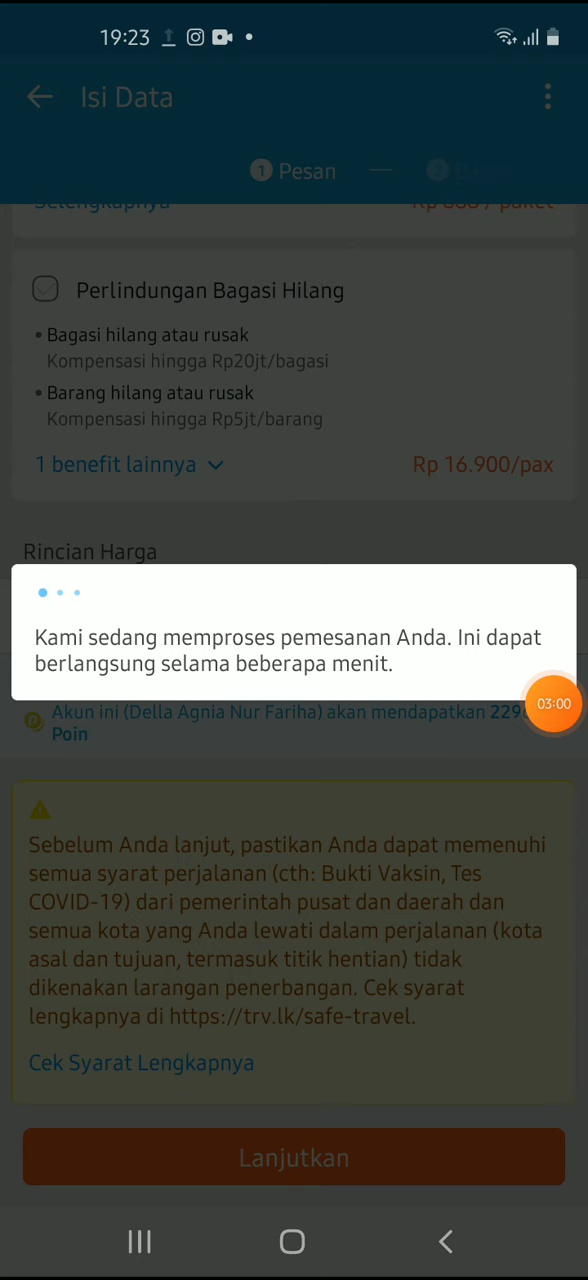 19:23
Isi Data
1 Pesan
2
Selengkapnya
/ paket
Perlindungan Bagasi Hilang
• Bagasi hilang atau rusak
Kompensasi hingga Rp20jt/bagasi
• Barang hilang atau rusak
Kompensasi hingga Rp5jt/barang
1 benefit lainnya
Rp 16.900/pax
Rincian Harga
Kami sedang memproses pemesanan Anda. Ini dapat
berlangsung selama beberapa menit.
03:00
Akun ini (Della Agnia Nur Fariha) akan mendapatkan
Poin
Sebelum Anda lanjut, pastikan Anda dapat memenuhi
semua syarat perjalanan (cth: Bukti Vaksin, Tes
COVID-19) dari pemerintah pusat dan daerah dan
semua kota yang Anda lewati dalam perjalanan (kota
asal dan tujuan, termasuk titik hentian) tidak
dikenakan larangan penerbangan. Cek syarat
lengkapnya di https://trv.lk/safe-travel.
Cek Syarat Lengkapnya
Lanjutkan